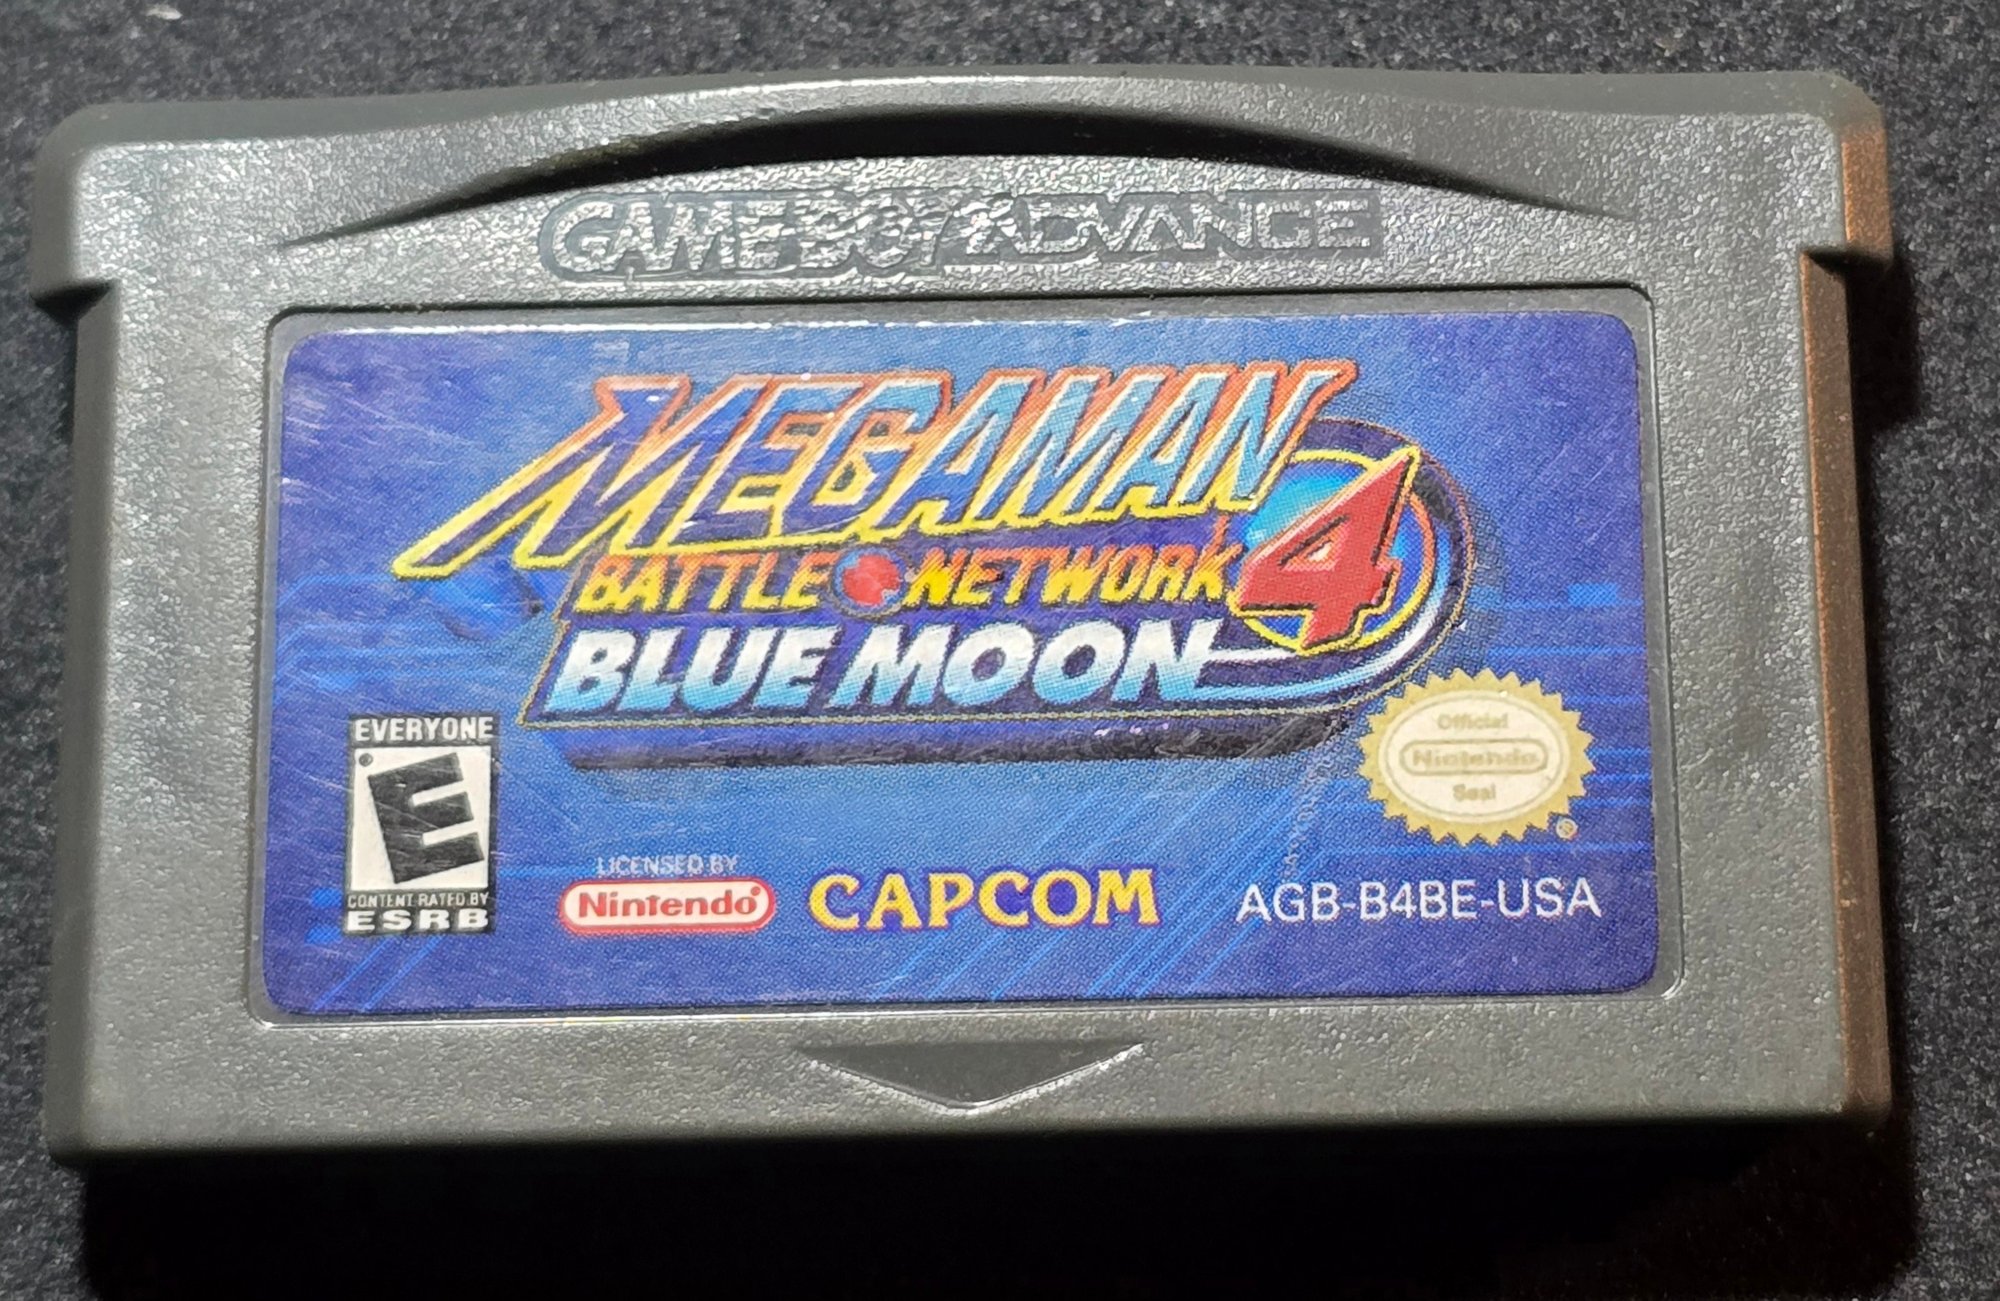 GAME BOY ADVANCE
MEGAMAN
BATTLE NETWORK 4
BLUE MOON
Official
Nintendo
Seal
®
EVERYONE
E
®
CONTENT RATED BY
ESRB
LICENSED BY
Nintendo®
CAPCOM
AGB-B4BE-USA